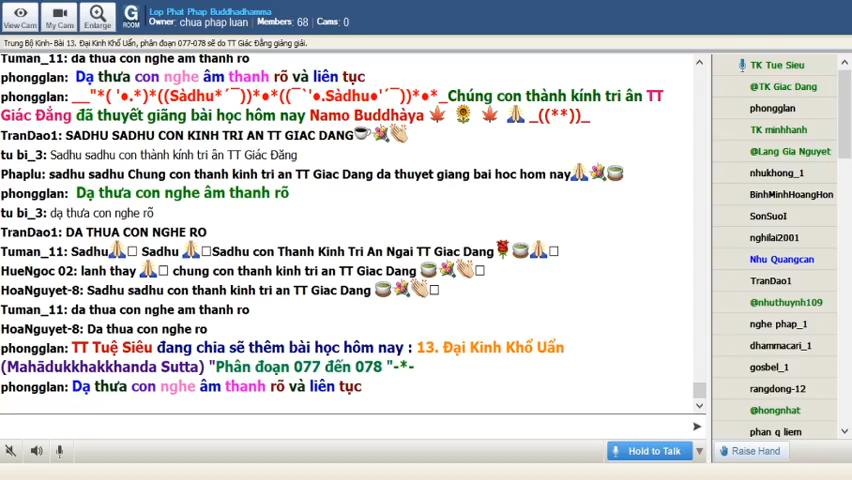 View Cam
My Cam
Enlarge
G ROOM
Lop Phat Phap Buddhadhamma
Owner: chua phap luan Members: 68 Cams: 0
Trung Bộ Kinh- Bài 13. Đại Kinh Khổ Uẩn, phân đoạn 077-078 sẽ do TT Giác Đẳng giảng giải.
Tuman_11: da thua con nghe am thanh ro
phongglan: Dạ thưa con nghe âm thanh rõ và liên tục
phongglan: __"*( '•.*)*((Sàdhu*´¯))*•*((¯`'•.Sàdhu•'´¯))*•*_Chúng con thành kính tri ân TT
Giác Đẳng đã thuyết giãng bài học hôm nay Namo Buddhàya 🍁 🌻 🍁 🙏 _((**))_
TranDao1: SADHU SADHU CON KINH TRI AN TT GIAC DANG☕💐👏
tu bi_3: Sadhu sadhu con thành kính tri ân TT Giác Đăng
Phaplu: sadhu sadhu Chung con thanh kinh tri an TT Giac Dang da thuyet giang bai hoc hom nay🙏💐🍵
phongglan: Dạ thưa con nghe âm thanh rõ
tu bi_3: dạ thưa con nghe rõ
TranDao1: DA THUA CON NGHE RO
Tuman_11: Sadhu🙏□ Sadhu 🙏□Sadhu con Thanh Kinh Tri An Ngai TT Giac Dang🌹🍵🙏□
HueNgoc 02: lanh thay 🙏□ chung con thanh kinh tri an TT Giac Dang 🍵💐👏□
HoaNguyet-8: Sadhu sadhu con thanh kinh tri an TT Giac Dang 🍵💐👏□
Tuman_11: da thua con nghe am thanh ro
HoaNguyet-8: Da thua con nghe ro
phongglan: TT Tuệ Siêu đang chia sẽ thêm bài học hôm nay : 13. Đại Kinh Khổ Uẩn
(Mahādukkhakkhanda Sutta) "Phân đoạn 077 đến 078 "-*-
phongglan: Dạ thưa con nghe âm thanh rõ và liên tục
TK Tue Sieu
@TK Giac Dang
phongglan
TK minhhanh
@Lang Gia Nguyet
nhukhong_1
BinhMinhHoangHon
SonSuoI
nghilai2001
Nhu Quangcan
TranDao1
@nhuthuynh109
nghe phap_1
dhammacari_1
gosbel_1
rangdong-12
@hongnhat
phan q liem
Hold to Talk
Raise Hand